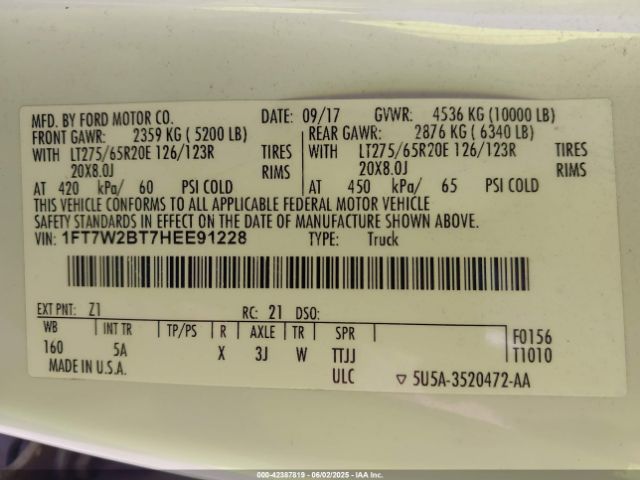 MFD. BY FORD MOTOR CO. DATE: 09/17 GVWR: 4536 KG (10000 LB)
FRONT GAWR: 2359 KG (5200 LB) REAR GAWR: 2876 KG (6340 LB)
WITH LT275/65R20E 126/123R TIRES WITH LT275/65R20E 126/123R TIRES
20X8.0J RIMS 20X8.0J RIMS
AT 420 kPa/ 60 PSI COLD AT 450 kPa/ 65 PSI COLD
THIS VEHICLE CONFORMS TO ALL APPLICABLE FEDERAL MOTOR VEHICLE
SAFETY STANDARDS IN EFFECT ON THE DATE OF MANUFACTURE SHOWN ABOVE.
VIN: 1FT7W2BT7HEE91228 TYPE: Truck
EXT PNT: Z1 RC: 21 DSO:
WB INT TR TP/PS R AXLE TR SPR F0156
160 5A X 3J W TTJJ T1010
MADE IN U.S.A. ULC ▽ 5U5A-3520472-AA
000-42387819 - 06/02/2025 - IAA, Inc.